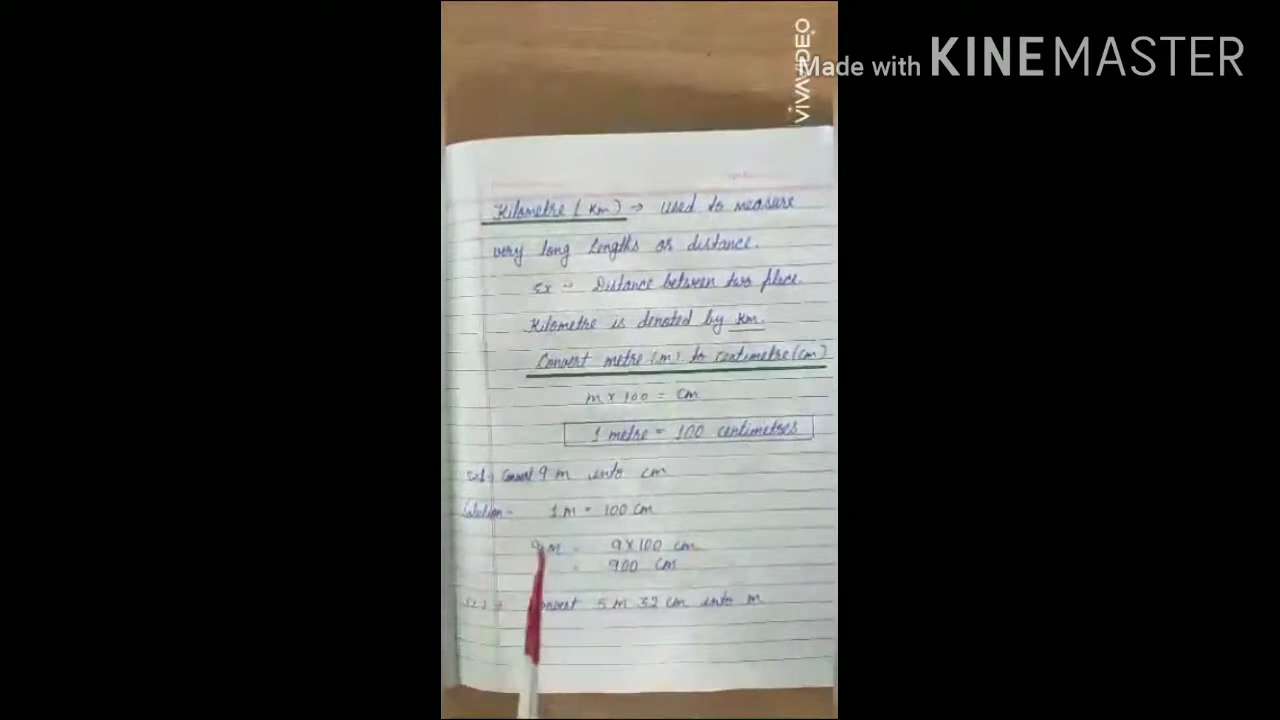 VIVAVIDEO
Made with KINEMASTER
Kilometre (Km) → Used to measure
very long lengths or distance.
Ex → Distance between two place.
Kilometre is denoted by Km.
Convert metre (m) to centimetre (cm)
m × 100 = cm
1 metre = 100 centimetres
Ex1→ Convert 9 m into cm
Solution - 1 m = 100 cm
9 m = 9 × 100 cm
= 900 cm
Convert 5 m 32 cm into m